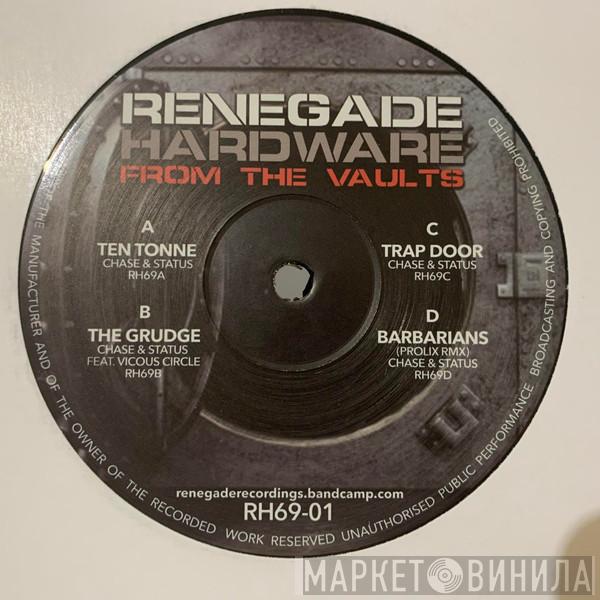 RENEGADE
HARDWARE
FROM THE VAULTS
A
TEN TONNE
CHASE & STATUS
RH69A
B
THE GRUDGE
CHASE & STATUS
FEAT. VICOUS CIRCLE
RH69B
C
TRAP DOOR
CHASE & STATUS
RH69C
D
BARBARIANS
(PROLIX RMX)
CHASE & STATUS
RH69D
renegaderecordings.bandcamp.com
RH69-01
OF THE MANUFACTURER AND OF THE OWNER OF THE RECORDED WORK RESERVED UNAUTHORISED PUBLIC PERFORMANCE BROADCASTING AND COPYING PROHIBITED
МАРКЕТ ВИНИЛА